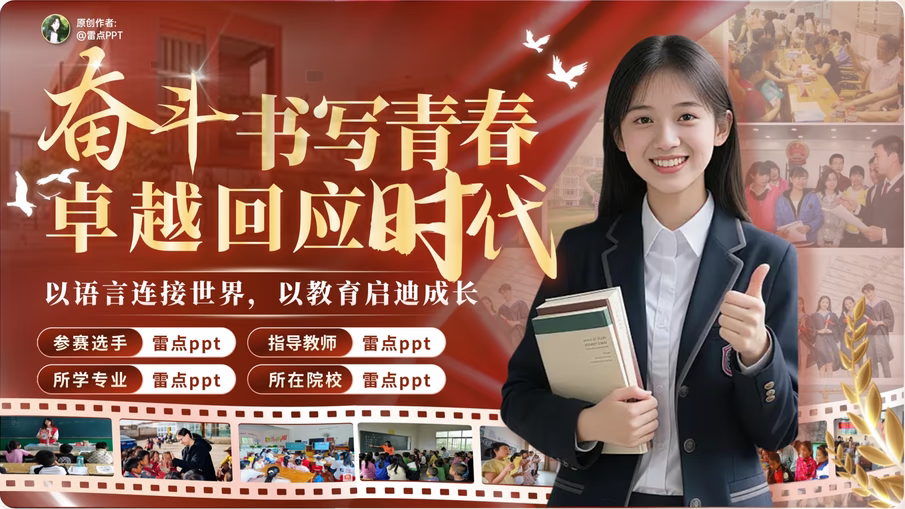 原创作者:
@雷点PPT
奋斗书写青春
卓越回应时代
以语言连接世界，以教育启迪成长
参赛选手 雷点ppt 指导教师 雷点ppt
所学专业 雷点ppt 所在院校 雷点ppt